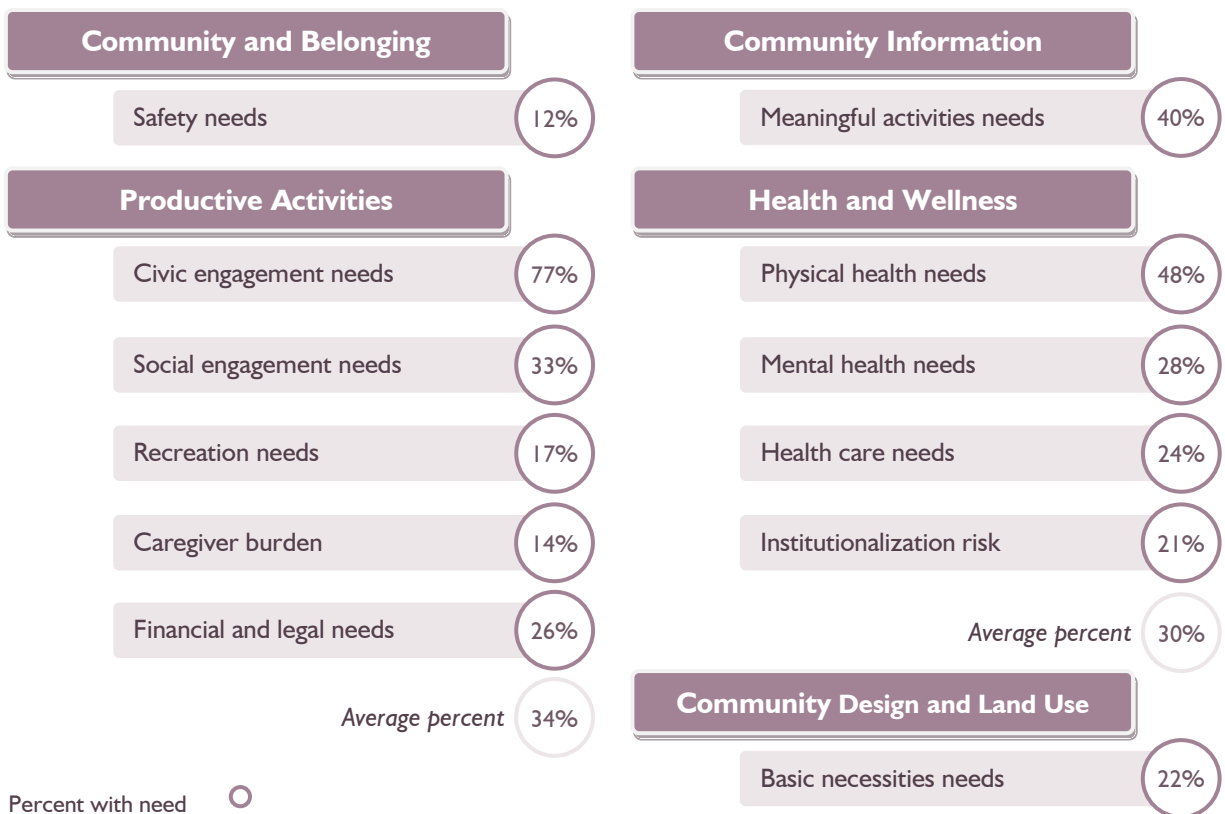 Community and Belonging
Safety needs 12%
Productive Activities
Civic engagement needs 77%
Social engagement needs 33%
Recreation needs 17%
Caregiver burden 14%
Financial and legal needs 26%
Average percent 34%
Percent with need
Community Information
Meaningful activities needs 40%
Health and Wellness
Physical health needs 48%
Mental health needs 28%
Health care needs 24%
Institutionalization risk 21%
Average percent 30%
Community Design and Land Use
Basic necessities needs 22%